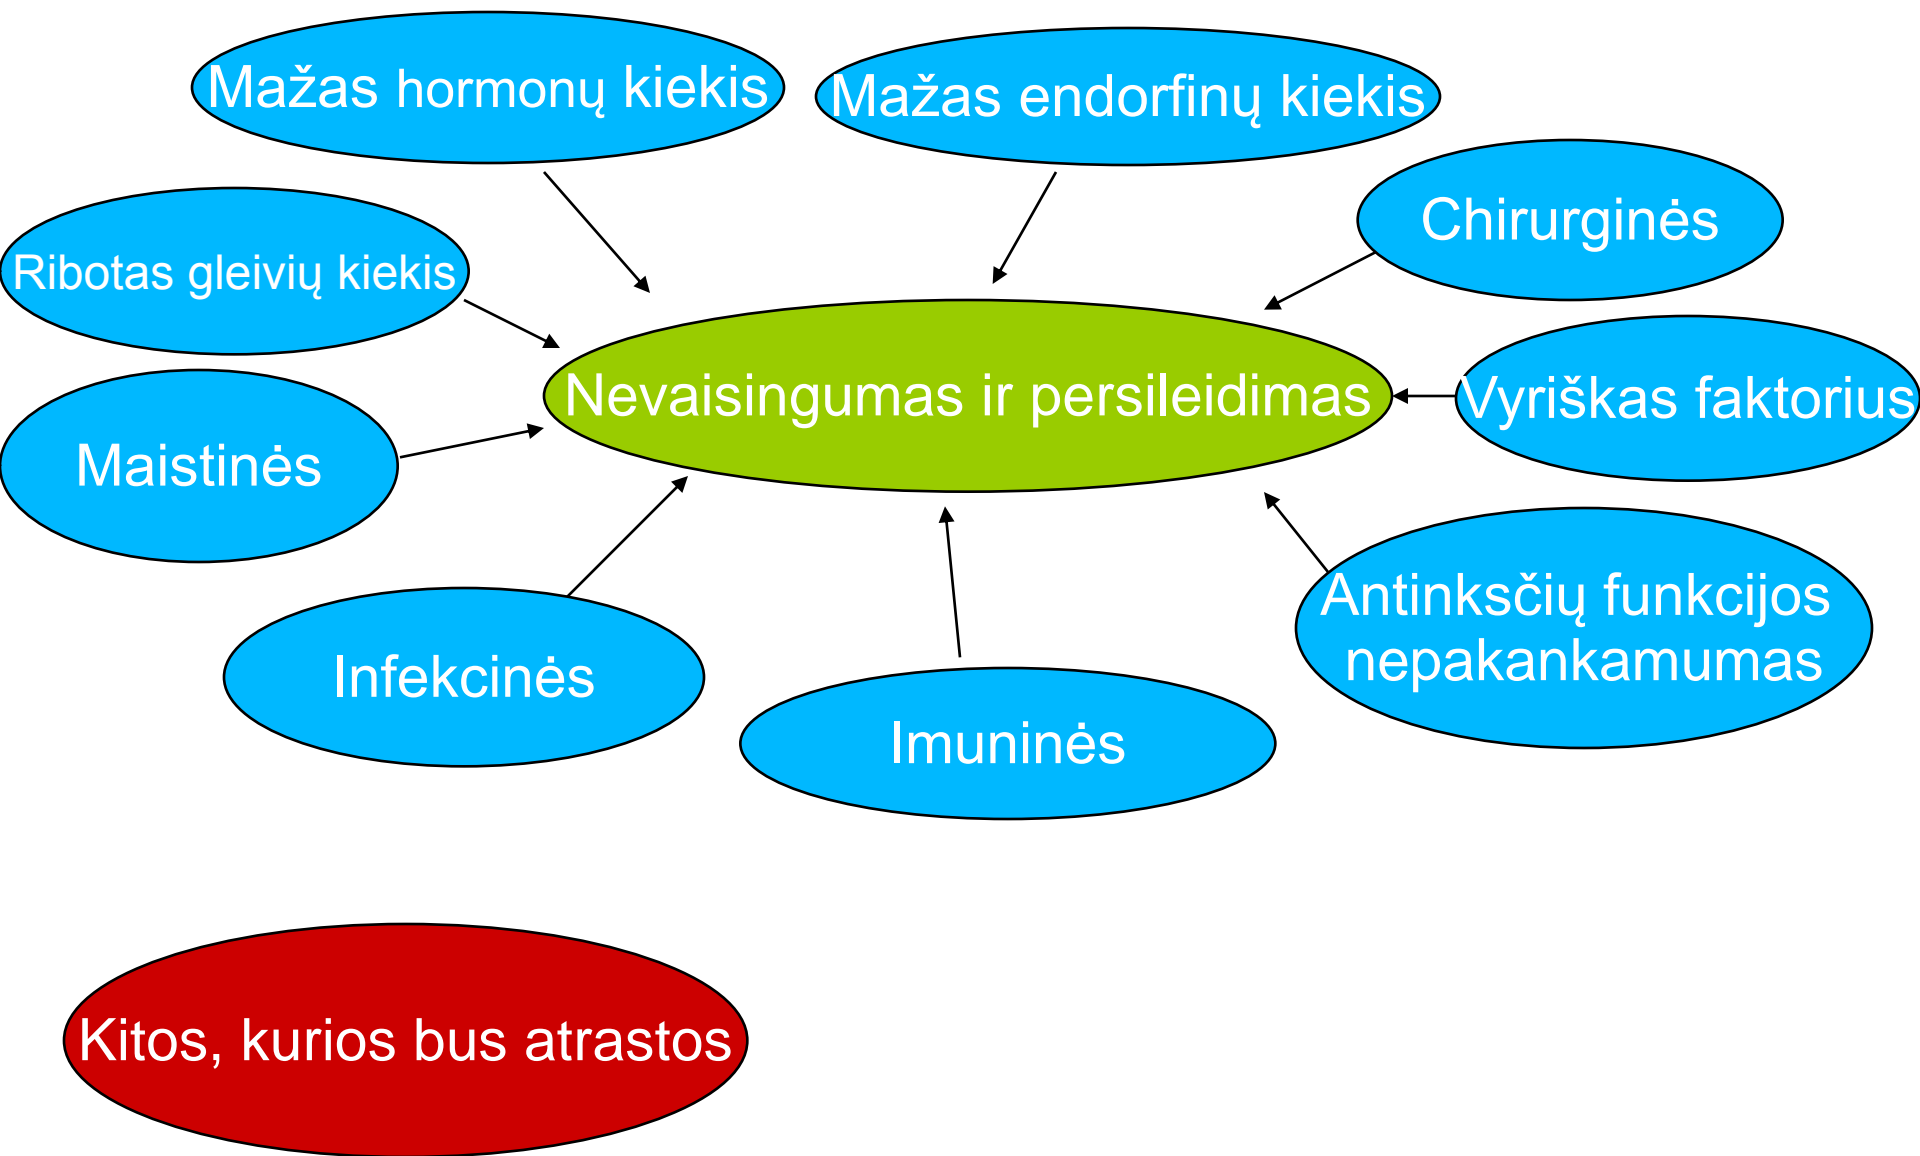 Mažas hormonų kiekis
Mažas endorfinų kiekis
Chirurginės
Ribotas gleivių kiekis
Nevaisingumas ir persileidimas
Vyriškas faktorius
Maistinės
Antinksčių funkcijos
nepakankamumas
Infekcinės
Imuninės
Kitos, kurios bus atrastos